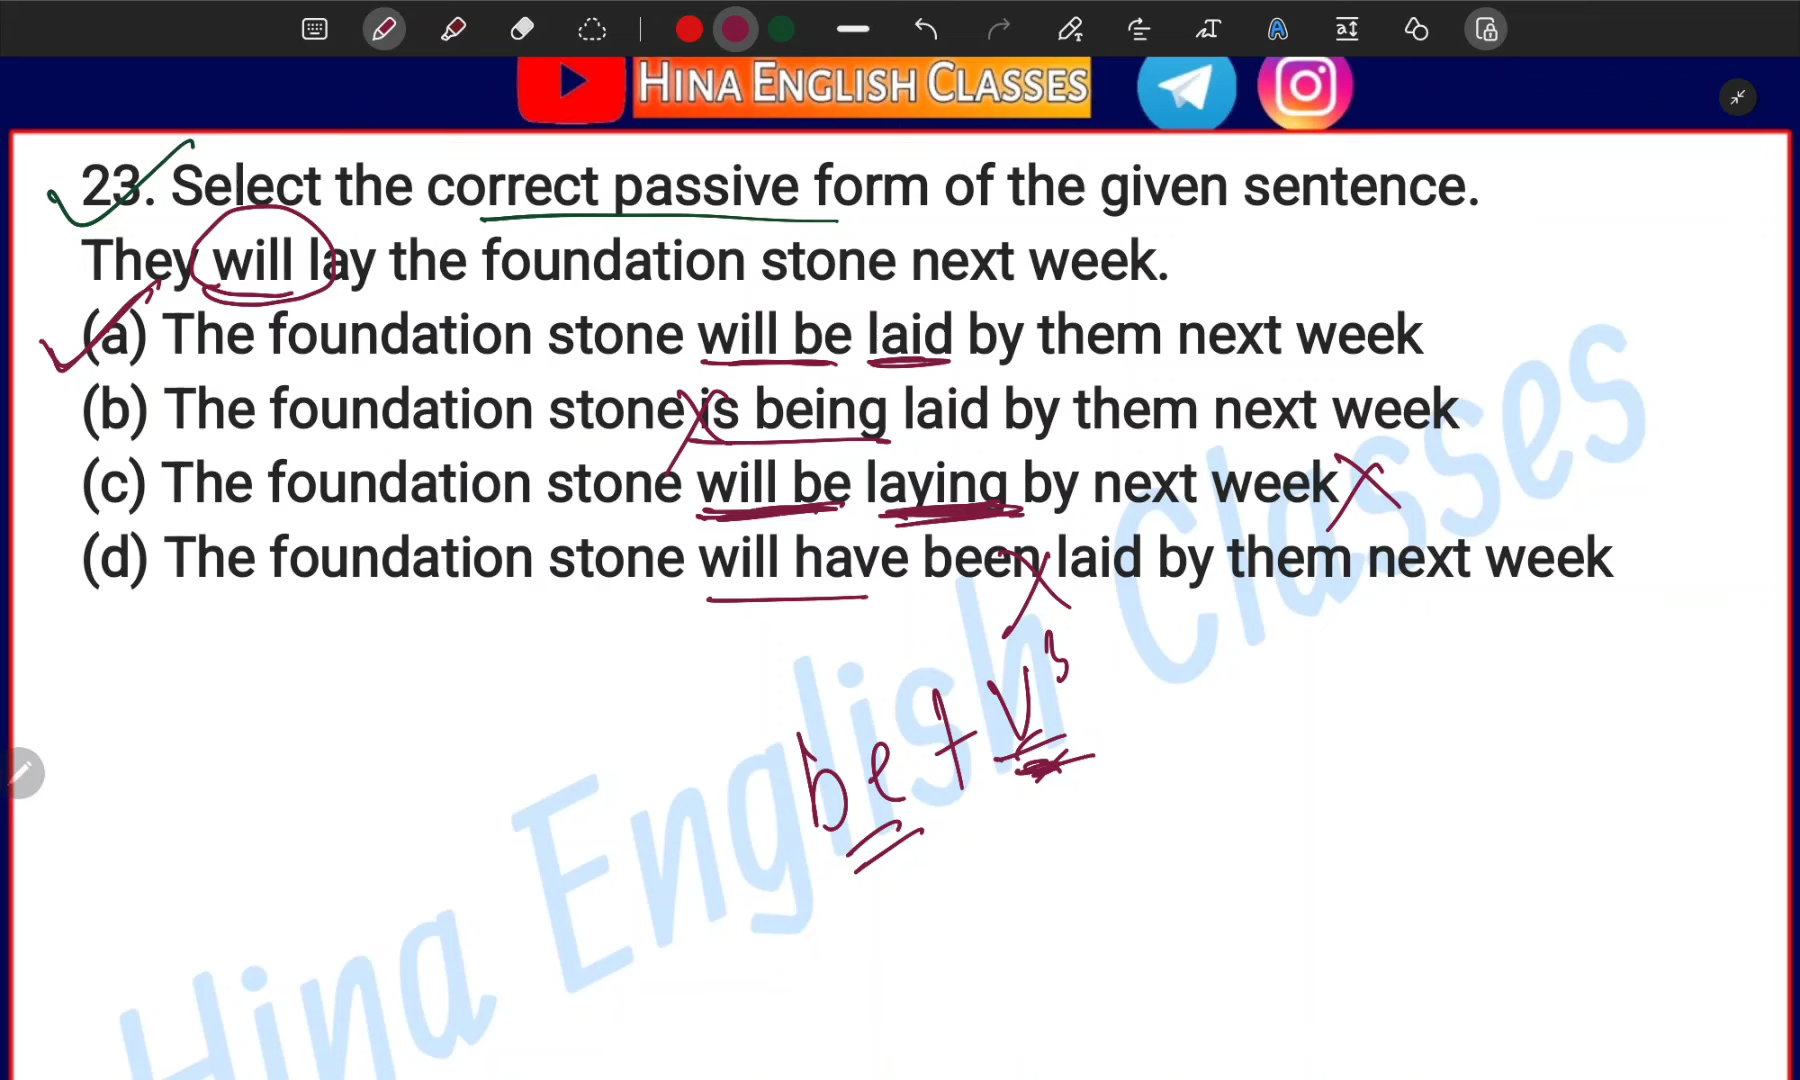 HINA ENGLISH CLASSES
23. Select the correct passive form of the given sentence.
They will lay the foundation stone next week.
(a) The foundation stone will be laid by them next week
(b) The foundation stone is being laid by them next week
(c) The foundation stone will be laying by next week
(d) The foundation stone will have been laid by them next week
be + V3
Hina English Classes